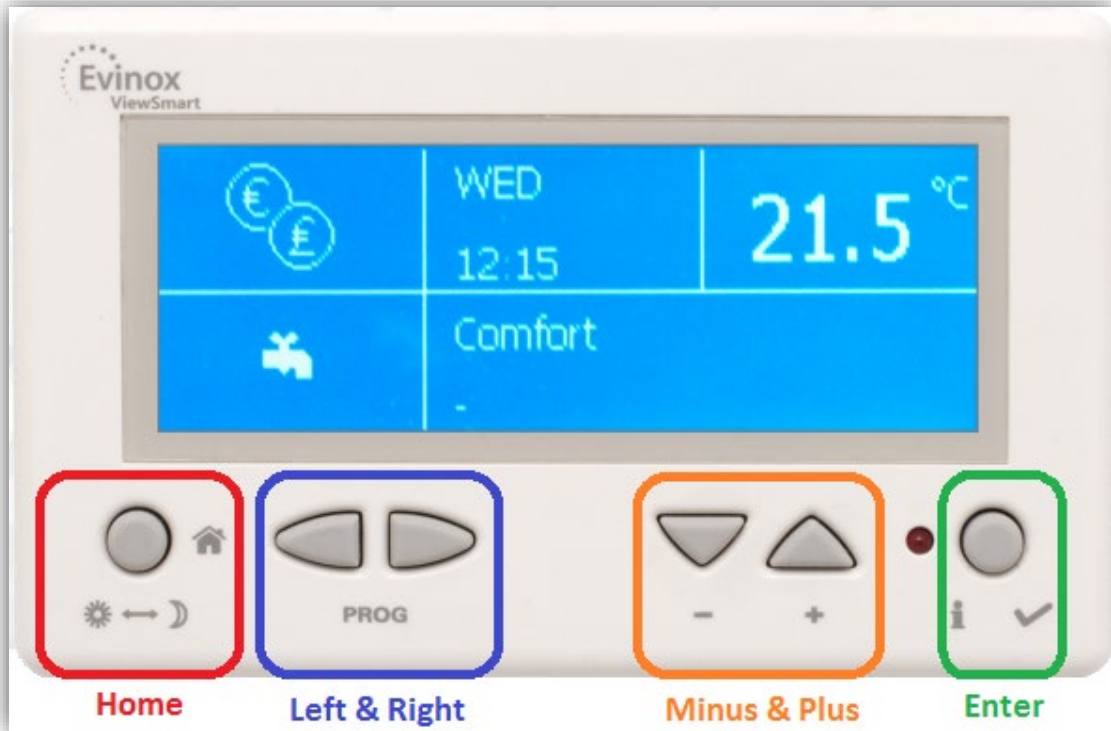 Evinox
ViewSmart
€
£
WED
12:15
21.5 °C
Comfort
-
PROG
- +
i
Home
Left & Right
Minus & Plus
Enter